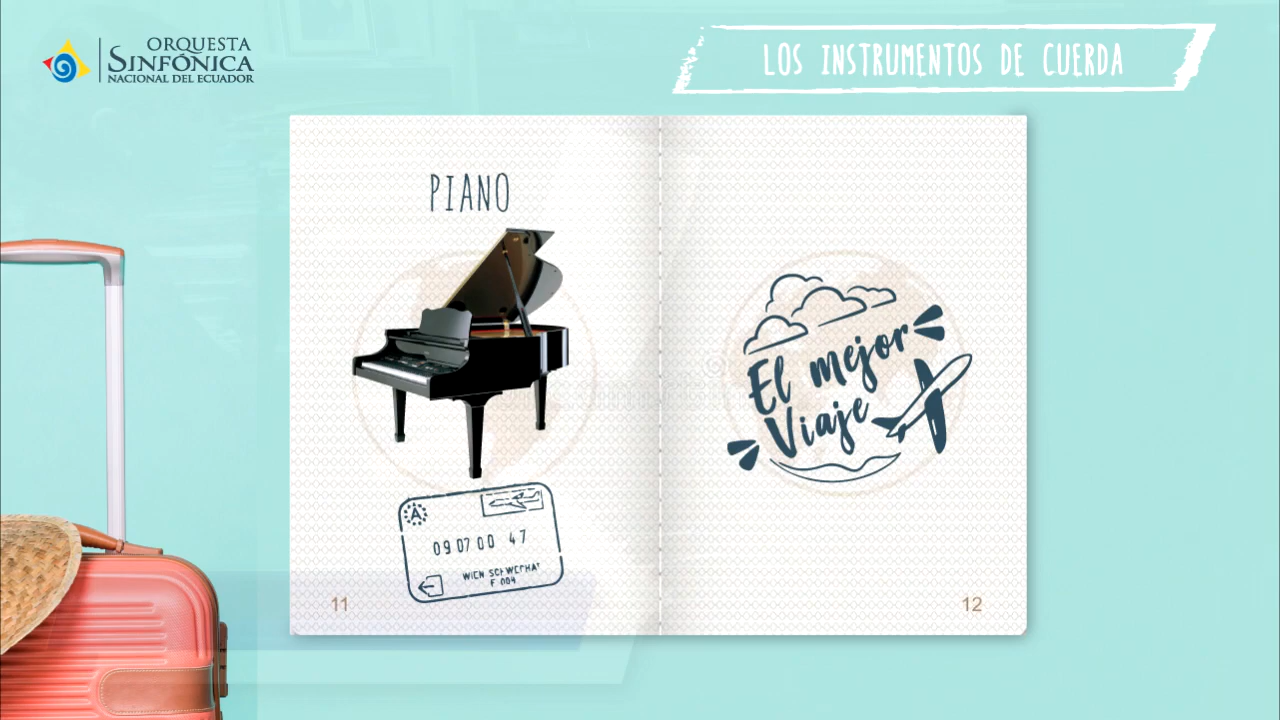 ORQUESTA
SINFÓNICA
NACIONAL DEL ECUADOR
LOS INSTRUMENTOS DE CUERDA
PIANO
El mejor
Viaje
A
09 07 00 47
WIEN SCHWECHAT
F 004
11
12